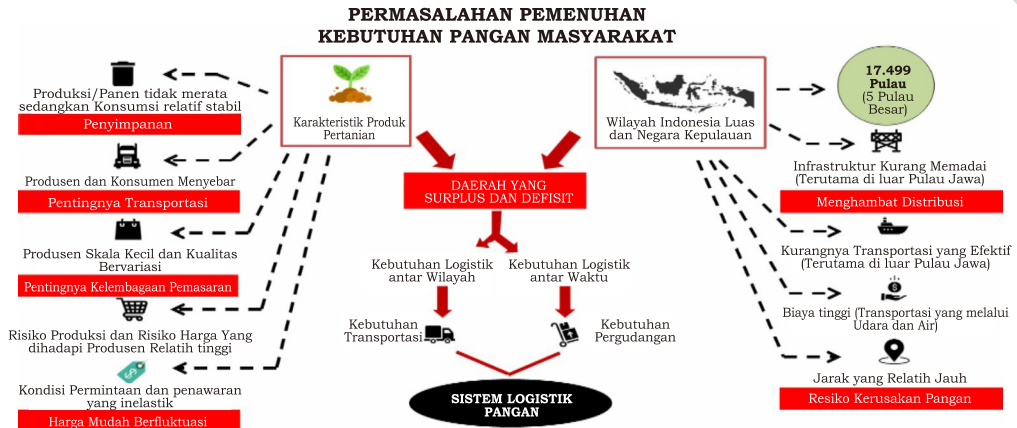 PERMASALAHAN PEMENUHAN
KEBUTUHAN PANGAN MASYARAKAT
Produksi/Panen tidak merata
sedangkan Konsumsi relatif stabil
Penyimpanan
Produsen dan Konsumen Menyebar
Pentingnya Transportasi
Produsen Skala Kecil dan Kualitas
Bervariasi
Pentingnya Kelembagaan Pemasaran
Risiko Produksi dan Risiko Harga Yang
dihadapi Produsen Relatih tinggi
Kondisi Permintaan dan penawaran
yang inelastik
Harga Mudah Berfluktuasi
Karakteristik Produk
Pertanian
Wilayah Indonesia Luas
dan Negara Kepulauan
DAERAH YANG
SURPLUS DAN DEFISIT
Kebutuhan Logistik
antar Wilayah
Kebutuhan Logistik
antar Waktu
Kebutuhan
Transportasi
Kebutuhan
Pergudangan
SISTEM LOGISTIK
PANGAN
17.499
Pulau
(5 Pulau
Besar)
Infrastruktur Kurang Memadai
(Terutama di luar Pulau Jawa)
Menghambat Distribusi
Kurangnya Transportasi yang Efektif
(Terutama di luar Pulau Jawa)
Biaya tinggi (Transportasi yang melalui
Udara dan Air)
Jarak yang Relatih Jauh
Resiko Kerusakan Pangan